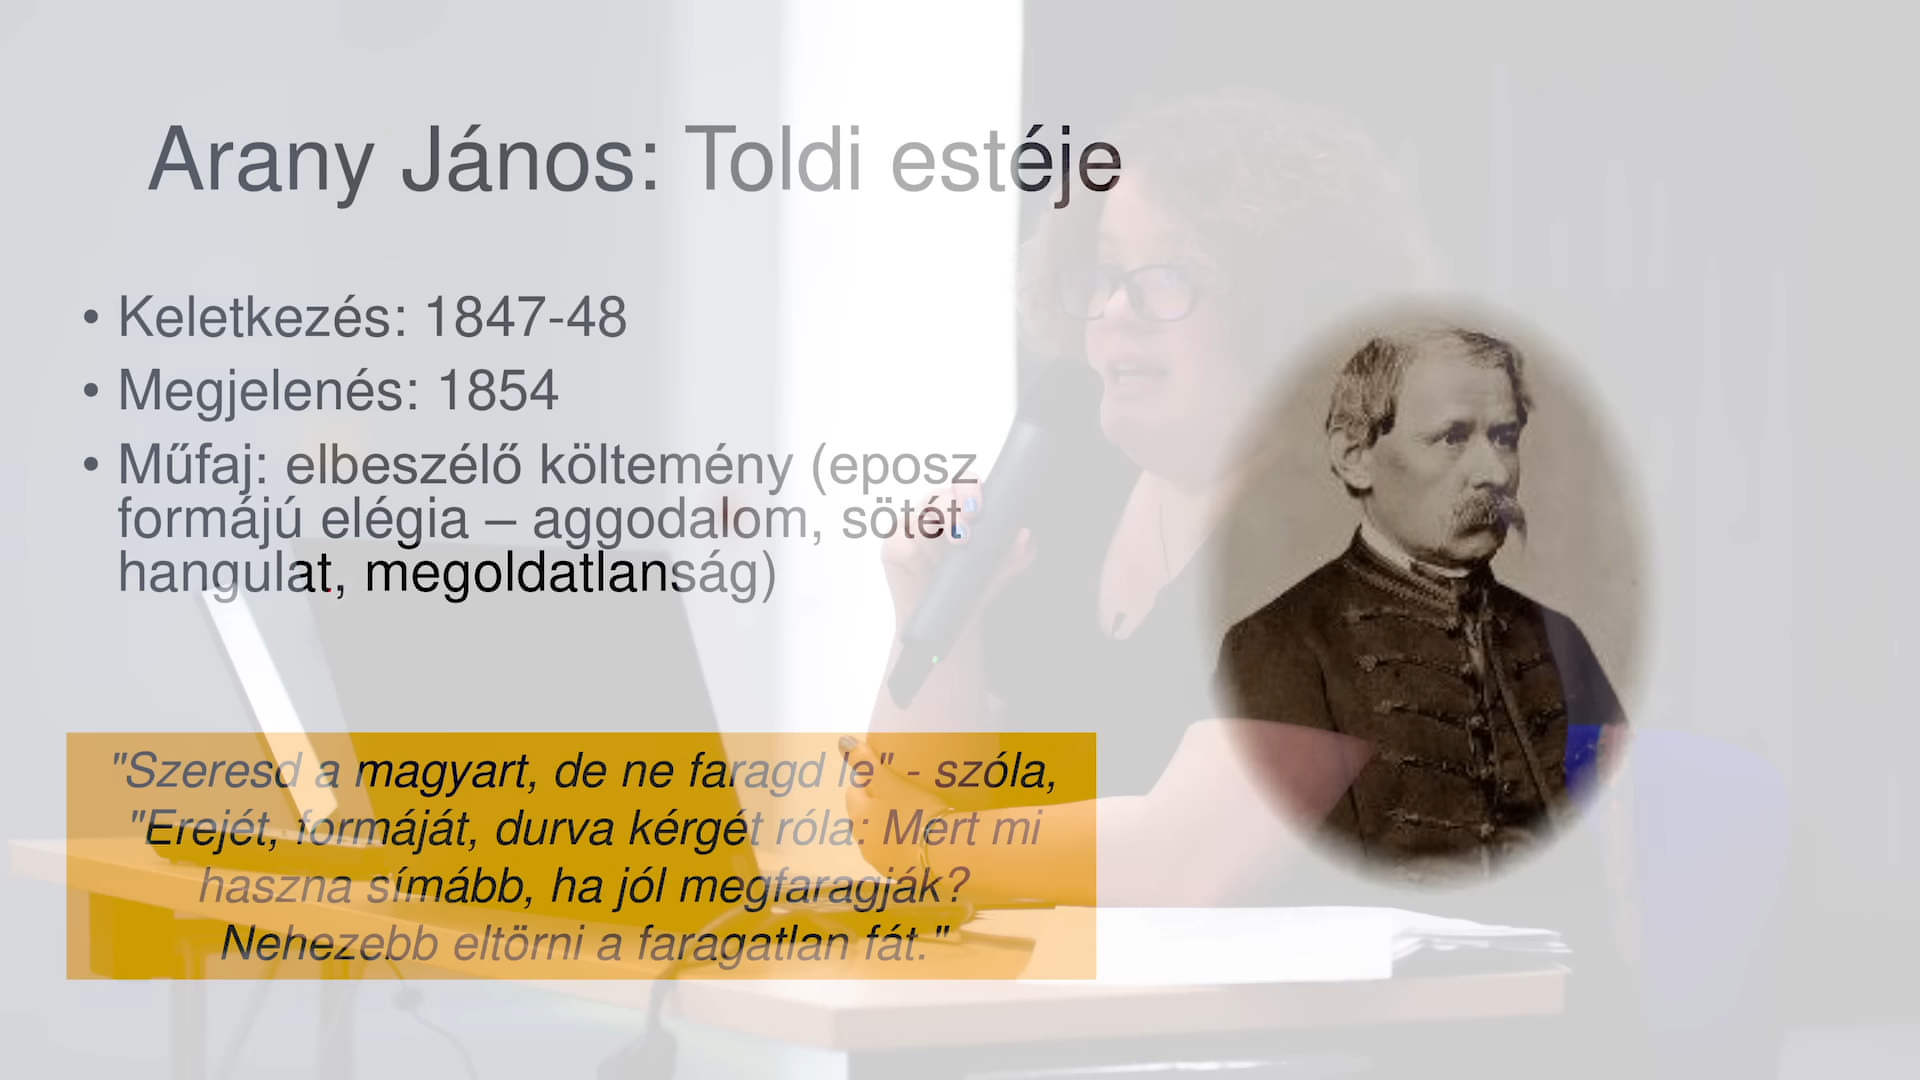 Arany János: Toldi estéje
• Keletkezés: 1847-48
• Megjelenés: 1854
• Műfaj: elbeszélő költemény (eposz
formájú elégia – aggodalom, sötét
hangulat, megoldatlanság)
"Szeresd a magyart, de ne faragd le" - szóla,
"Erejét, formáját, durva kérgét róla: Mert mi
haszna símább, ha jól megfaragják?
Nehezebb eltörni a faragatlan fát."